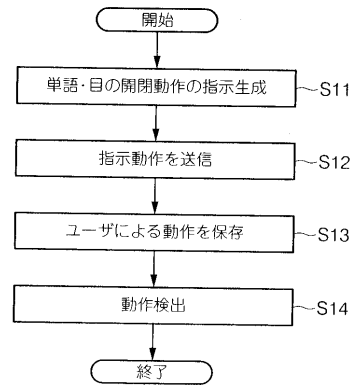 開始
単語・目の開閉動作の指示生成 S11
指示動作を送信 S12
ユーザによる動作を保存 S13
動作検出 S14
終了